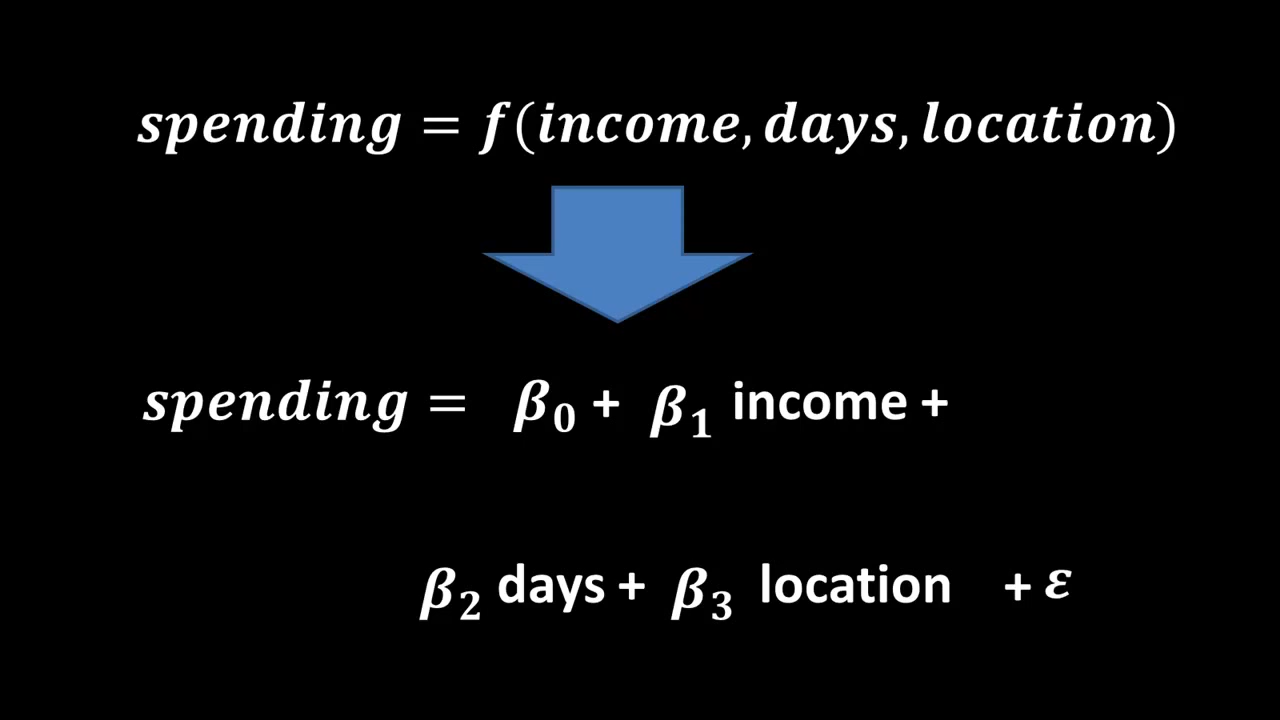 spending = f(income, days, location)
spending = β₀ + β₁ income +
β₂ days + β₃ location + ε